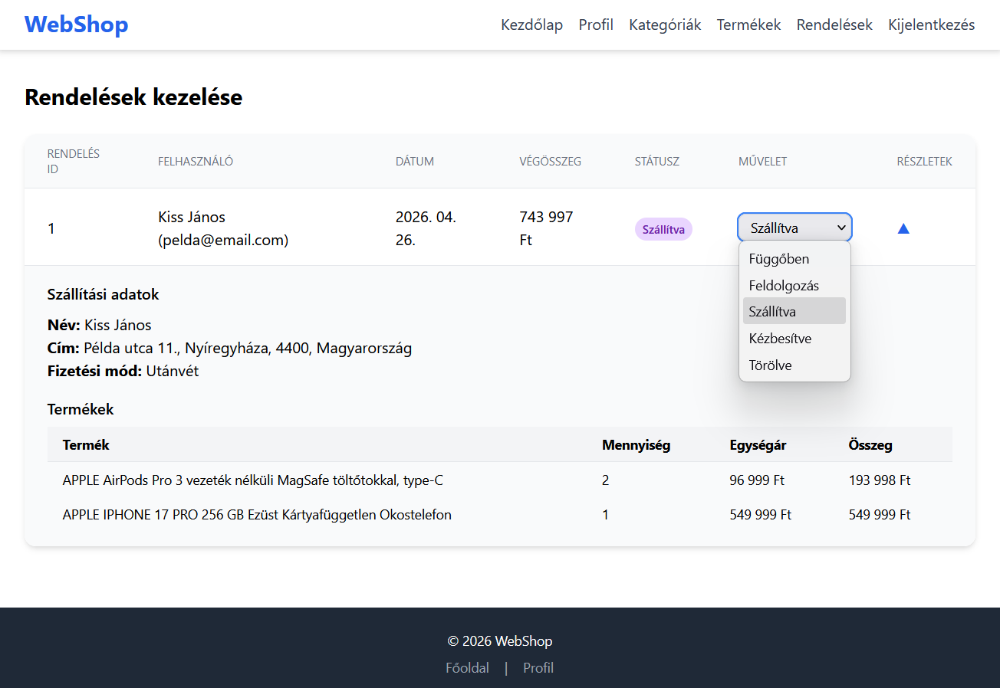 WebShop
Kezdőlap Profil Kategóriák Termékek Rendelések Kijelentkezés
Rendelések kezelése
RENDELÉS
ID
FELHASZNÁLÓ
DÁTUM
VÉGÖSSZEG
STÁTUSZ
MŰVELET
RÉSZLETEK
1
Kiss János
(pelda@email.com)
2026. 04.
26.
743 997
Ft
Szállítva
Szállítva
Függőben
Feldolgozás
Szállítva
Kézbesítve
Törölve
Szállítási adatok
Név: Kiss János
Cím: Példa utca 11., Nyíregyháza, 4400, Magyarország
Fizetési mód: Utánvét
Termékek
Termék Mennyiség Egységár Összeg
APPLE AirPods Pro 3 vezeték nélküli MagSafe töltőtokkal, type-C 2 96 999 Ft 193 998 Ft
APPLE IPHONE 17 PRO 256 GB Ezüst Kártyafüggetlen Okostelefon 1 549 999 Ft 549 999 Ft
© 2026 WebShop
Főoldal | Profil